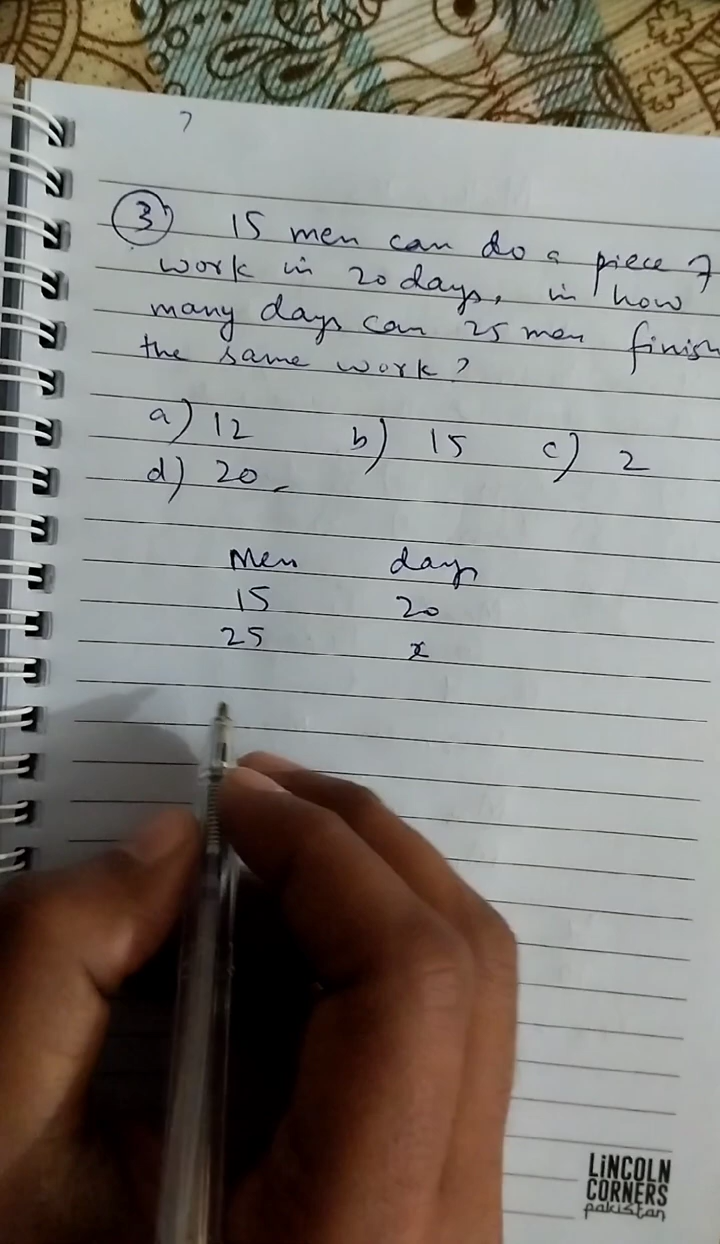 ?
3) 15 men can do a piece of
work in 20 days, in how
many days can 25 men finish
the same work?
a) 12 b) 15 c) 2
d) 20
Men days
15 20
25 x
LiNCOLN
CORNERS
pakistan